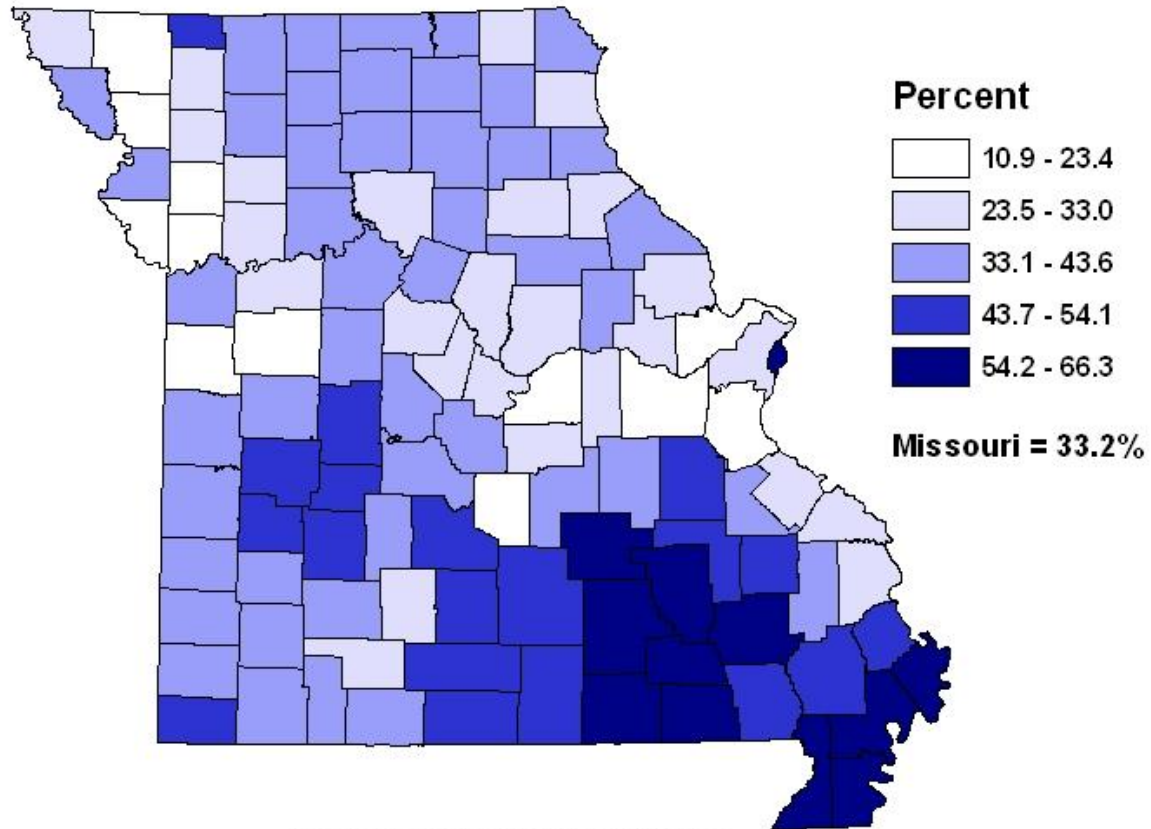 Percent
10.9 - 23.4
23.5 - 33.0
33.1 - 43.6
43.7 - 54.1
54.2 - 66.3
Missouri = 33.2%